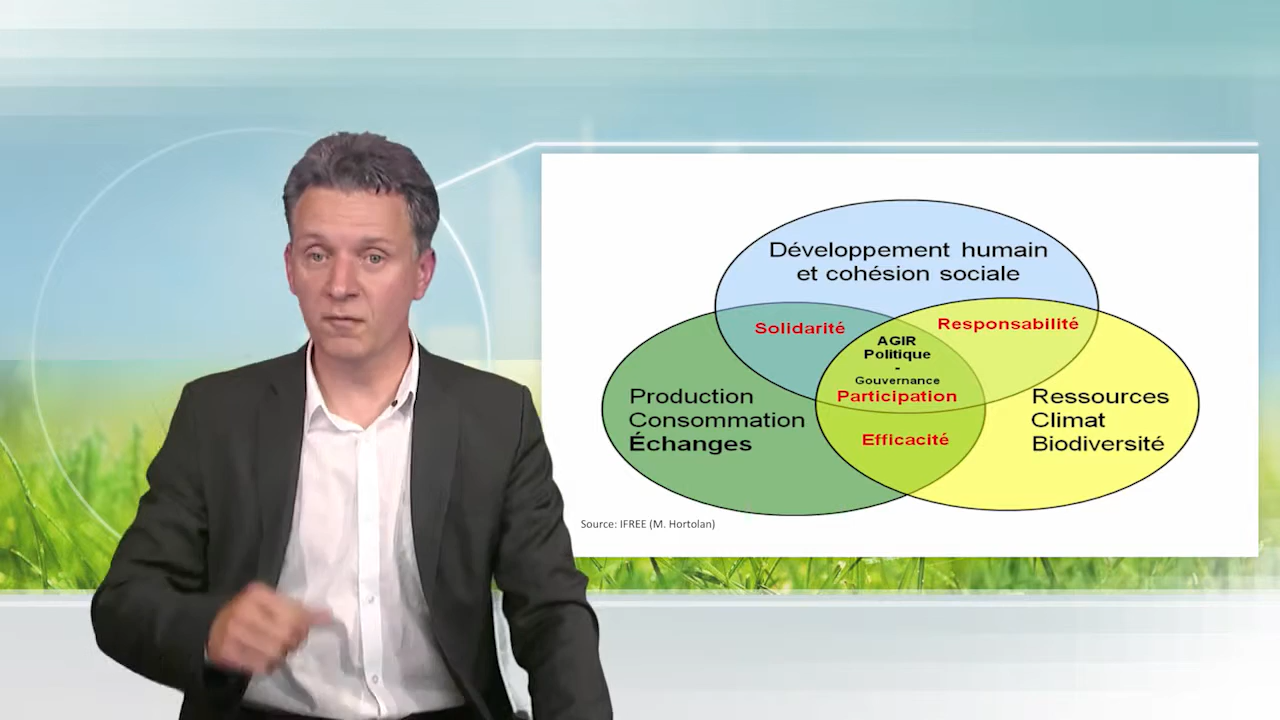 Développement humain
et cohésion sociale
Solidarité
Responsabilité
AGIR
Politique
-
Gouvernance
Participation
Production
Consommation
Échanges
Ressources
Climat
Biodiversité
Efficacité
Source: IFREE (M. Hortolan)